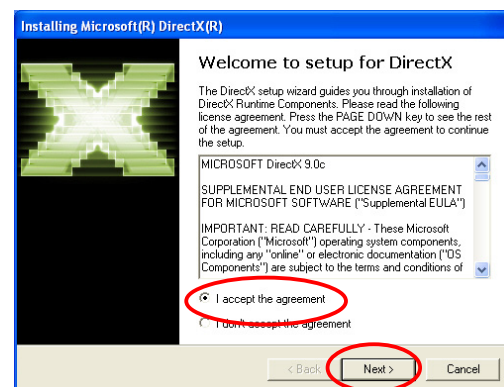 Installing Microsoft(R) DirectX(R)
Welcome to setup for DirectX
The DirectX setup wizard guides you through installation of
DirectX Runtime Components. Please read the following
license agreement. Press the PAGE DOWN key to see the rest
of the agreement. You must accept the agreement to continue
the setup.
MICROSOFT DirectX 9.0c
SUPPLEMENTAL END USER LICENSE AGREEMENT
FOR MICROSOFT SOFTWARE ("Supplemental EULA")
IMPORTANT: READ CAREFULLY - These Microsoft
Corporation ("Microsoft") operating system components,
including any "online" or electronic documentation ("OS
Components") are subject to the terms and conditions of
I accept the agreement
I don't accept the agreement
< Back
Next >
Cancel